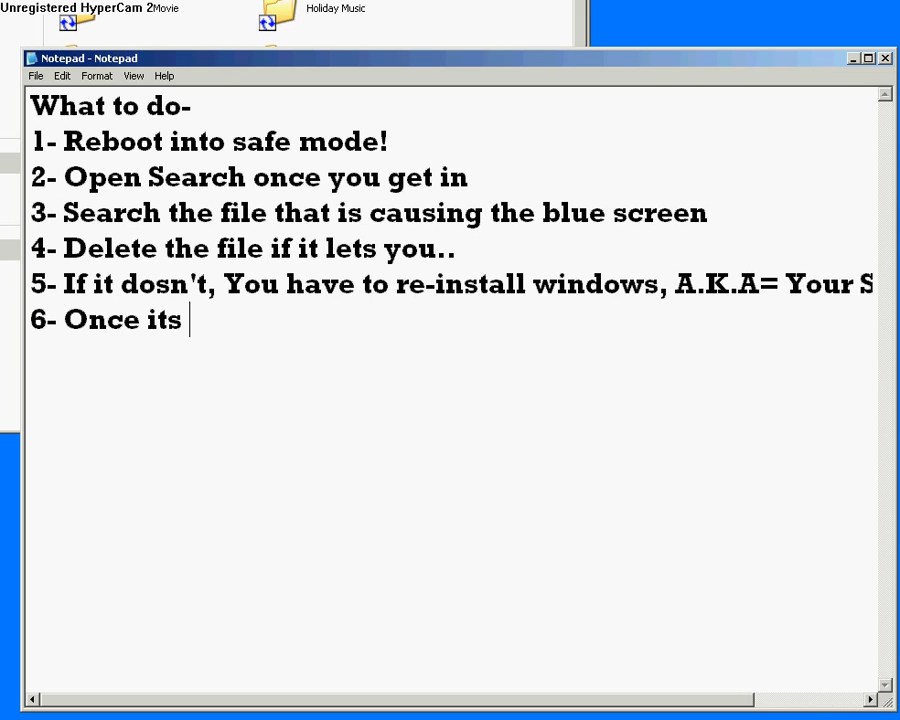 Unregistered HyperCam 2
Movie
Holiday Music
Notepad - Notepad
File Edit Format View Help
What to do-
1- Reboot into safe mode!
2- Open Search once you get in
3- Search the file that is causing the blue screen
4- Delete the file if it lets you..
5- If it dosn't, You have to re-install windows, A.K.A= Your S
6- Once its